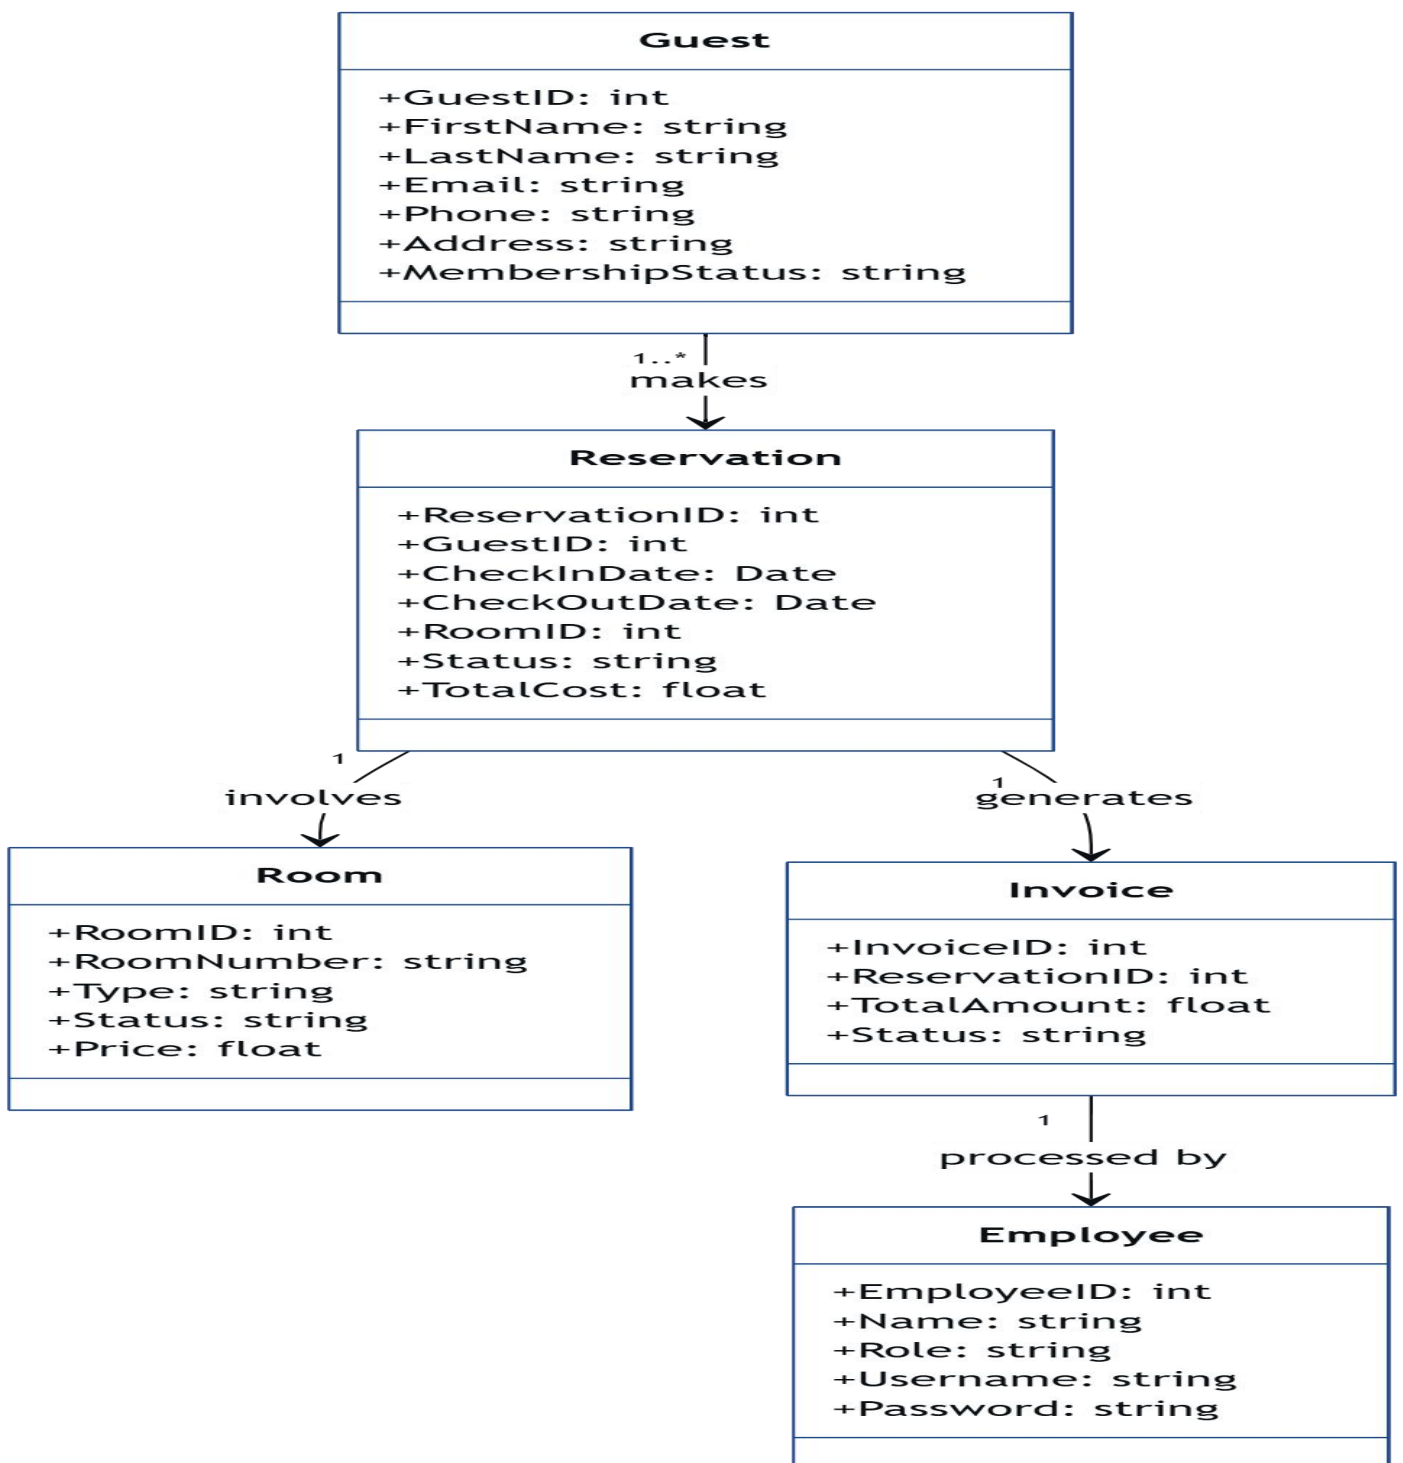 Guest
+GuestID: int
+FirstName: string
+LastName: string
+Email: string
+Phone: string
+Address: string
+MembershipStatus: string
1..*
makes
Reservation
+ReservationID: int
+GuestID: int
+CheckInDate: Date
+CheckOutDate: Date
+RoomID: int
+Status: string
+TotalCost: float
1
involves
1
generates
Room
+RoomID: int
+RoomNumber: string
+Type: string
+Status: string
+Price: float
Invoice
+InvoiceID: int
+ReservationID: int
+TotalAmount: float
+Status: string
1
processed by
Employee
+EmployeeID: int
+Name: string
+Role: string
+Username: string
+Password: string